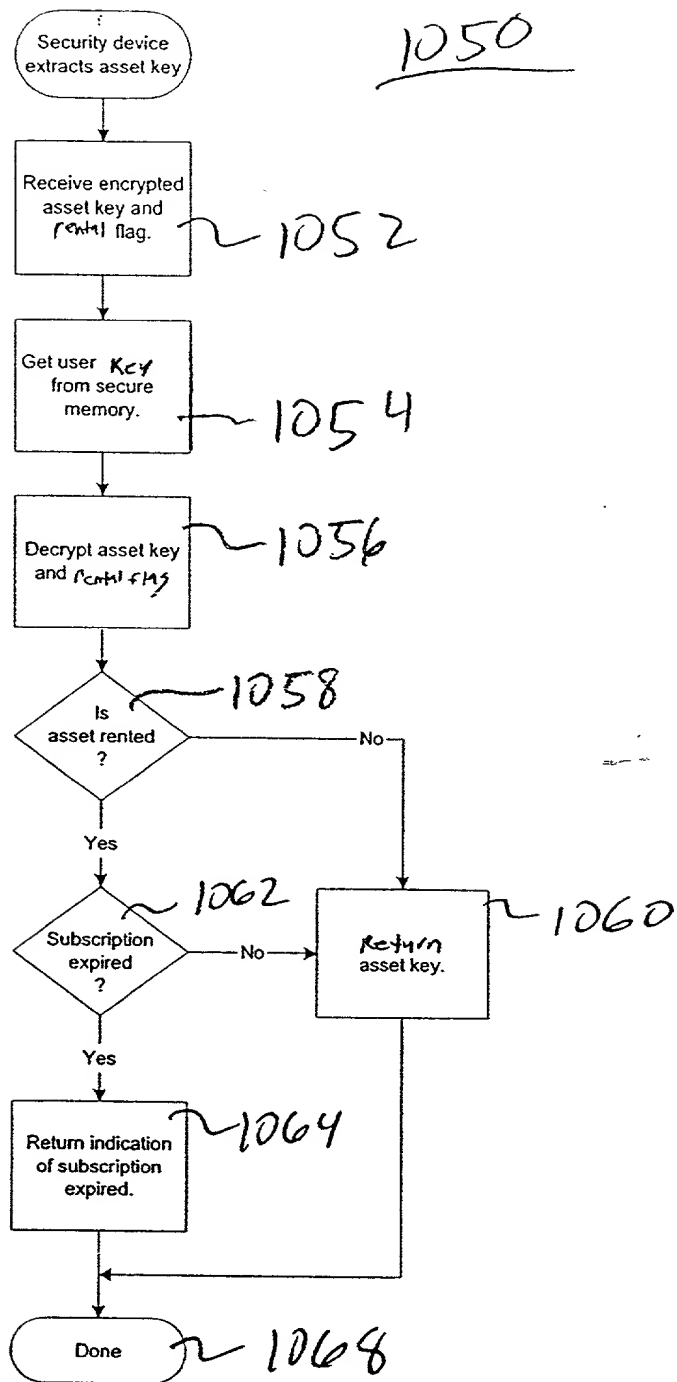 Security device
extracts asset key
1050
Receive encrypted
asset key and
rental flag.
1052
Get user Key
from secure
memory.
1054
Decrypt asset key
and rental flag
1056
Is
asset rented
?
1058
No
Yes
Subscription
expired
?
1062
No
Return
asset key.
1060
Yes
Return indication
of subscription
expired.
1064
Done
1068